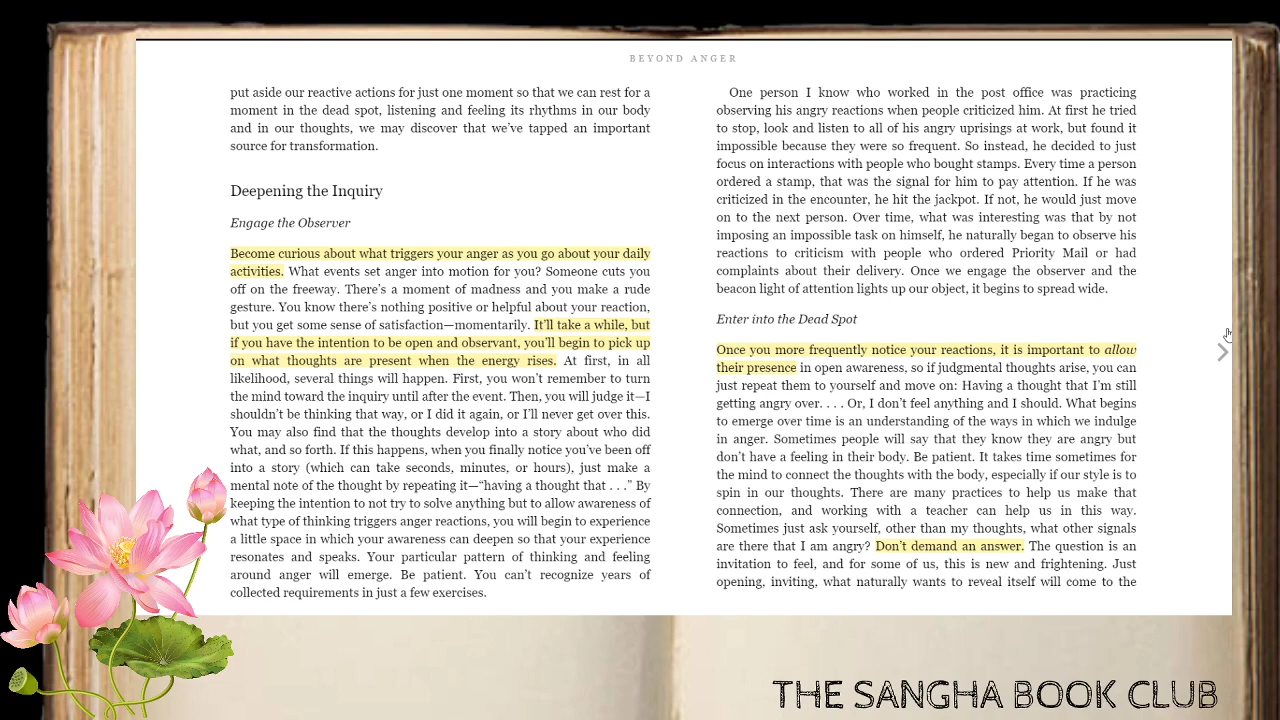 BEYOND ANGER
put aside our reactive actions for just one moment so that we can rest for a
moment in the dead spot, listening and feeling its rhythms in our body
and in our thoughts, we may discover that we've tapped an important
source for transformation.
Deepening the Inquiry
Engage the Observer
Become curious about what triggers your anger as you go about your daily
activities. What events set anger into motion for you? Someone cuts you
off on the freeway. There's a moment of madness and you make a rude
gesture. You know there's nothing positive or helpful about your reaction,
but you get some sense of satisfaction—momentarily. It'll take a while, but
if you have the intention to be open and observant, you'll begin to pick up
on what thoughts are present when the energy rises. At first, in all
likelihood, several things will happen. First, you won't remember to turn
the mind toward the inquiry until after the event. Then, you will judge it—I
shouldn't be thinking that way, or I did it again, or I'll never get over this.
You may also find that the thoughts develop into a story about who did
what, and so forth. If this happens, when you finally notice you've been off
into a story (which can take seconds, minutes, or hours), just make a
mental note of the thought by repeating it—“having a thought that . . .” By
keeping the intention to not try to solve anything but to allow awareness of
what type of thinking triggers anger reactions, you will begin to experience
a little space in which your awareness can deepen so that your experience
resonates and speaks. Your particular pattern of thinking and feeling
around anger will emerge. Be patient. You can't recognize years of
collected requirements in just a few exercises.
One person I know who worked in the post office was practicing
observing his angry reactions when people criticized him. At first he tried
to stop, look and listen to all of his angry uprisings at work, but found it
impossible because they were so frequent. So instead, he decided to just
focus on interactions with people who bought stamps. Every time a person
ordered a stamp, that was the signal for him to pay attention. If he was
criticized in the encounter, he hit the jackpot. If not, he would just move
on to the next person. Over time, what was interesting was that by not
imposing an impossible task on himself, he naturally began to observe his
reactions to criticism with people who ordered Priority Mail or had
complaints about their delivery. Once we engage the observer and the
beacon light of attention lights up our object, it begins to spread wide.
Enter into the Dead Spot
Once you more frequently notice your reactions, it is important to allow
their presence in open awareness, so if judgmental thoughts arise, you can
just repeat them to yourself and move on: Having a thought that I'm still
getting angry over. . . . Or, I don't feel anything and I should. What begins
to emerge over time is an understanding of the ways in which we indulge
in anger. Sometimes people will say that they know they are angry but
don't have a feeling in their body. Be patient. It takes time sometimes for
the mind to connect the thoughts with the body, especially if our style is to
spin in our thoughts. There are many practices to help us make that
connection, and working with a teacher can help us in this way.
Sometimes just ask yourself, other than my thoughts, what other signals
are there that I am angry? Don't demand an answer. The question is an
invitation to feel, and for some of us, this is new and frightening. Just
opening, inviting, what naturally wants to reveal itself will come to the
THE SANGHA BOOK CLUB